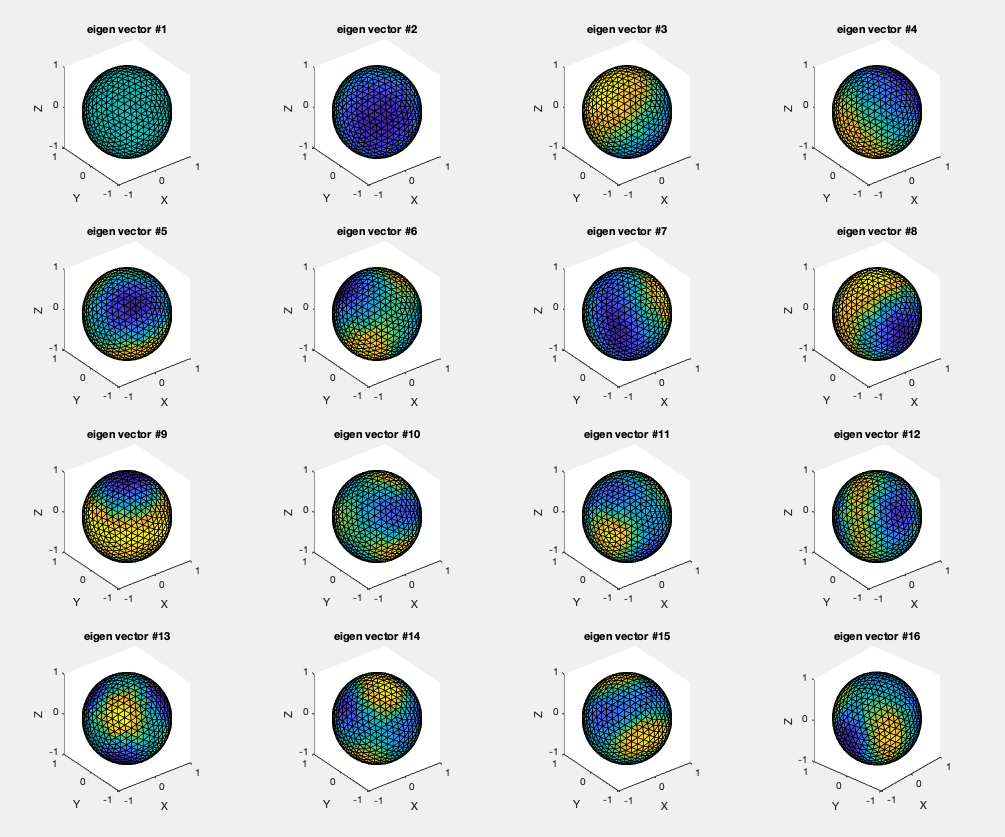 eigen vector #1
eigen vector #2
eigen vector #3
eigen vector #4
1
1
1
1
Z
0
Z
0
Z
0
Z
0
-1
-1
-1
-1
1
1
1
1
1
1
1
1
0
0
0
0
0
0
0
0
Y
-1
-1
X
Y
-1
-1
X
Y
-1
-1
X
Y
-1
-1
X
eigen vector #5
eigen vector #6
eigen vector #7
eigen vector #8
1
1
1
1
Z
0
Z
0
Z
0
Z
0
-1
-1
-1
-1
1
1
1
1
1
1
1
1
0
0
0
0
0
0
0
0
Y
-1
-1
X
Y
-1
-1
X
Y
-1
-1
X
Y
-1
-1
X
eigen vector #9
eigen vector #10
eigen vector #11
eigen vector #12
1
1
1
1
Z
0
Z
0
Z
0
Z
0
-1
-1
-1
-1
1
1
1
1
1
1
1
1
0
0
0
0
0
0
0
0
Y
-1
-1
X
Y
-1
-1
X
Y
-1
-1
X
Y
-1
-1
X
eigen vector #13
eigen vector #14
eigen vector #15
eigen vector #16
1
1
1
1
Z
0
Z
0
Z
0
Z
0
-1
-1
-1
-1
1
1
1
1
1
1
1
1
0
0
0
0
0
0
0
0
Y
-1
-1
X
Y
-1
-1
X
Y
-1
-1
X
Y
-1
-1
X